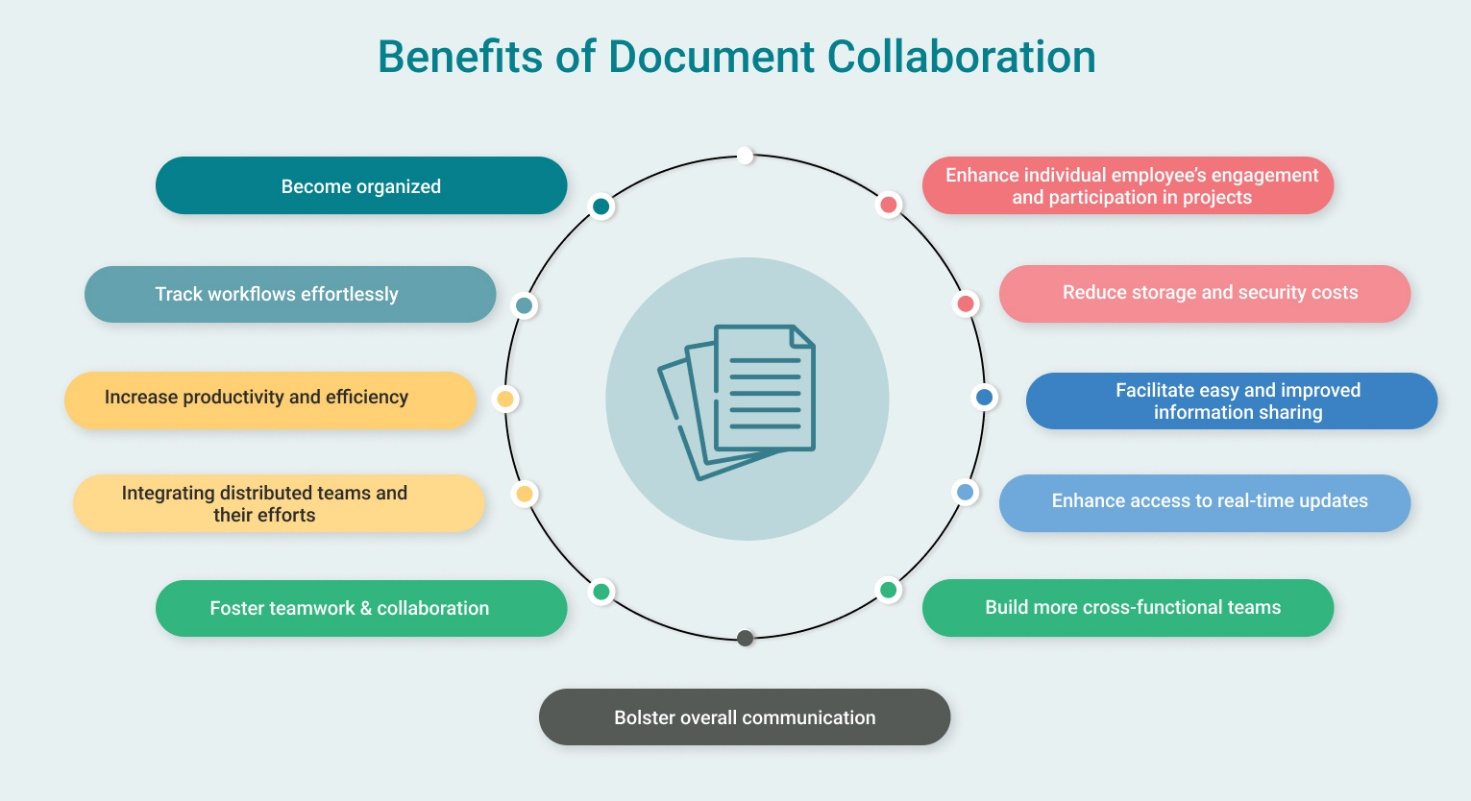 Benefits of Document Collaboration
Become organized
Track workflows effortlessly
Increase productivity and efficiency
Integrating distributed teams and
their efforts
Foster teamwork & collaboration
Enhance individual employee’s engagement
and participation in projects
Reduce storage and security costs
Facilitate easy and improved
information sharing
Enhance access to real-time updates
Build more cross-functional teams
Bolster overall communication